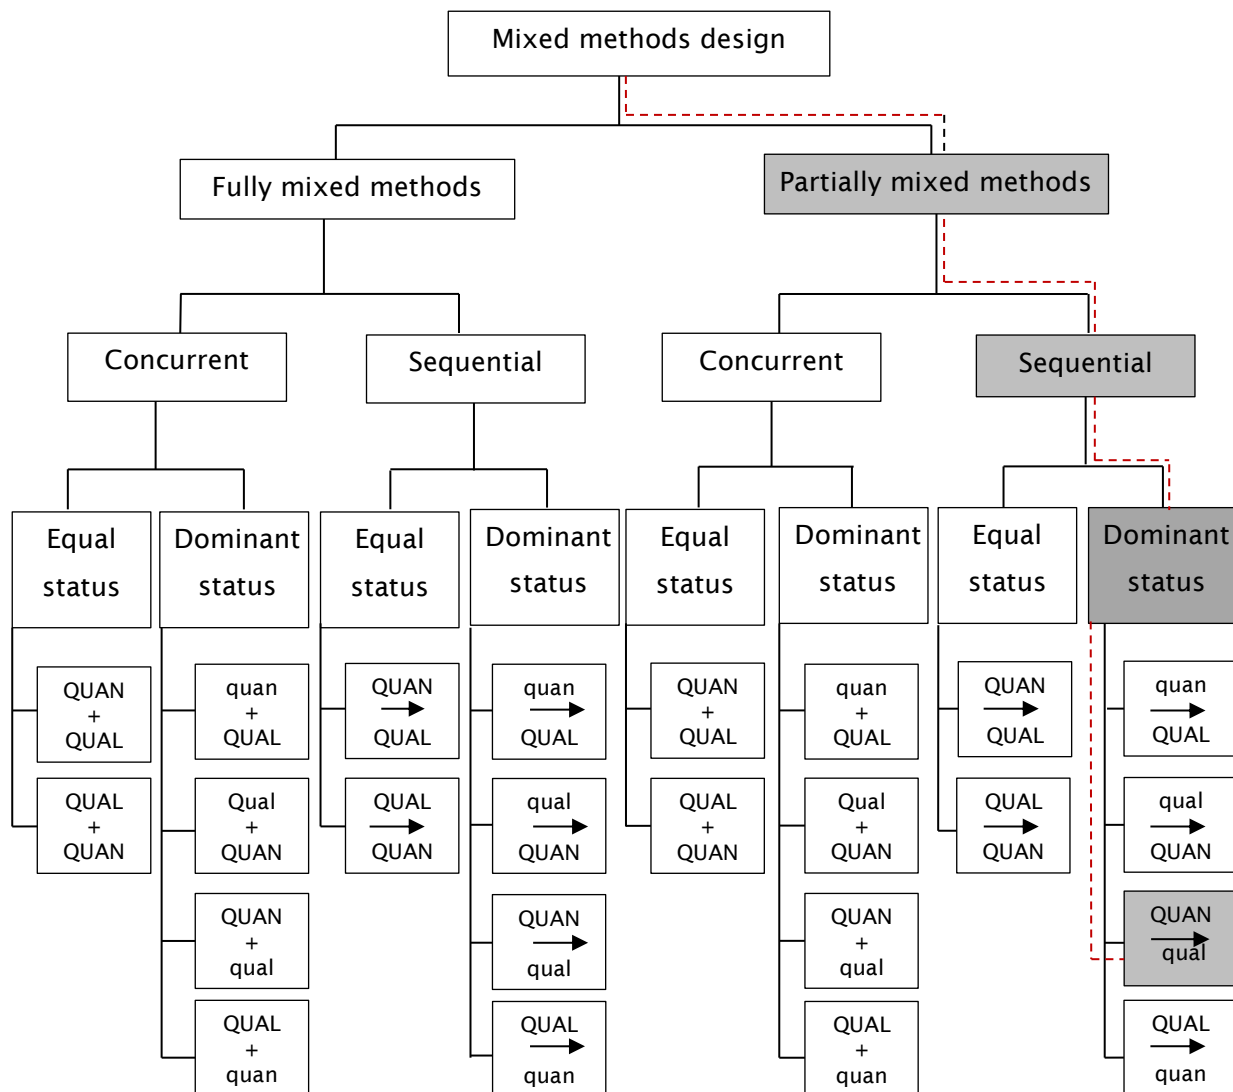 Mixed methods design
Fully mixed methods
Partially mixed methods
Concurrent
Sequential
Concurrent
Sequential
Equal
status
Dominant
status
Equal
status
Dominant
status
Equal
status
Dominant
status
Equal
status
Dominant
status
QUAN
+
QUAL
QUAL
+
QUAN
quan
+
QUAL
Qual
+
QUAN
QUAN
+
qual
QUAL
+
quan
QUAN
QUAL
QUAL
QUAN
quan
QUAL
qual
QUAN
QUAN
qual
QUAL
quan
QUAN
+
QUAL
QUAL
+
QUAN
quan
+
QUAL
Qual
+
QUAN
QUAN
+
qual
QUAL
+
quan
QUAN
QUAL
QUAL
QUAN
quan
QUAL
qual
QUAN
QUAN
qual
QUAL
quan